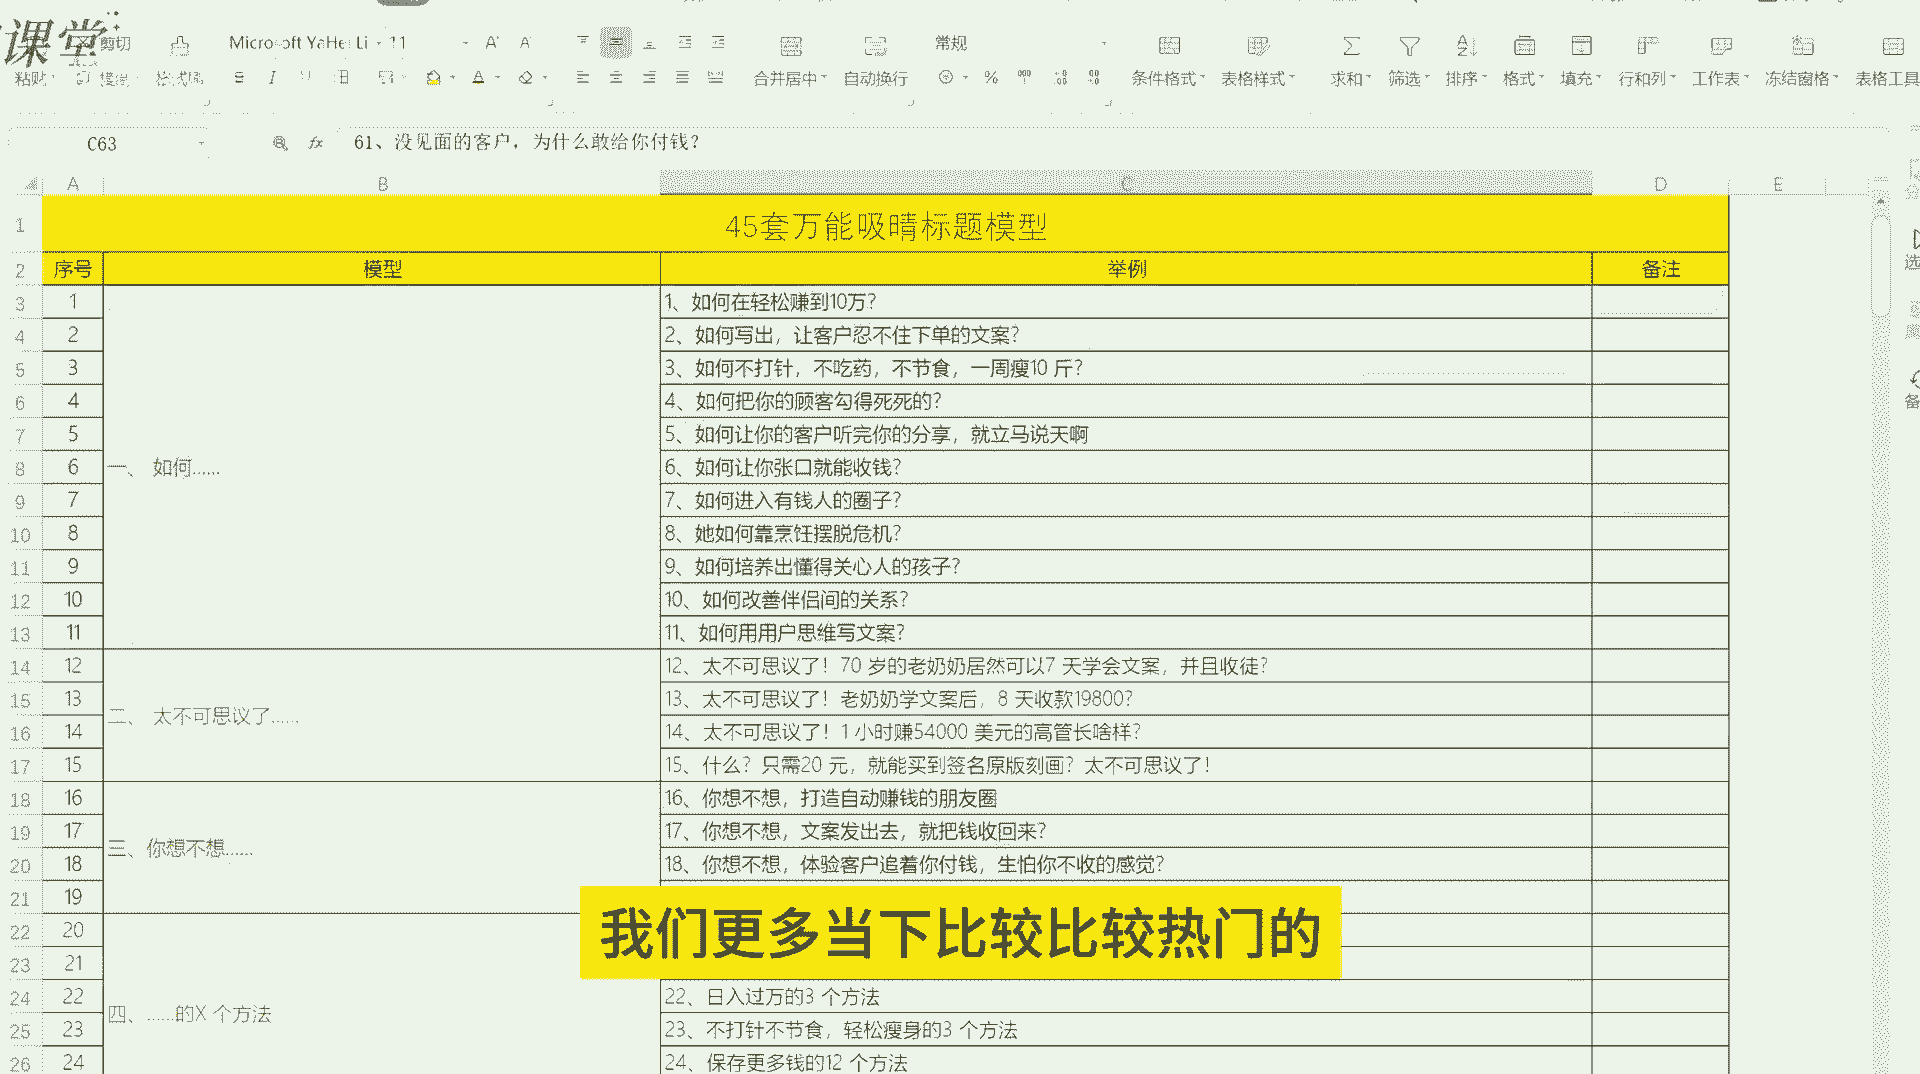 课堂
剪切
Microsoft YaHei Li 11 A A 常规
粘贴 格式刷 合并居中 自动换行 % 条件格式 表格样式 求和 筛选 排序 格式 填充 行和列 工作表 冻结窗格 表格工具
C63 fx 61、没见面的客户，为什么敢给你付钱？
A B C D E
1 45套万能吸睛标题模型
2 序号 模型 举例 备注
3 1 1、如何在轻松赚到10万？
4 2 2、如何写出，让客户忍不住下单的文案？
5 3 3、如何不打针，不吃药，不节食，一周瘦10 斤？
6 4 4、如何把你的顾客勾得死死的？
7 5 5、如何让你的客户听完你的分享，就立马说天啊
8 6 一、 如何…… 6、如何让你张口就能收钱？
9 7 7、如何进入有钱人的圈子？
10 8 8、她如何靠烹饪摆脱危机？
11 9 9、如何培养出懂得关心人的孩子？
12 10 10、如何改善伴侣间的关系？
13 11 11、如何用用户思维写文案？
14 12 12、太不可思议了！70 岁的老奶奶居然可以7 天学会文案，并且收徒？
15 13 二、 太不可思议了…… 13、太不可思议了！老奶奶学文案后，8 天收款19800？
16 14 14、太不可思议了！1 小时赚54000 美元的高管长啥样？
17 15 15、什么？只需20 元，就能买到签名原版刻画？太不可思议了！
18 16 16、你想不想，打造自动赚钱的朋友圈
19 17 三、你想不想…… 17、你想不想，文案发出去，就把钱收回来？
20 18 18、你想不想，体验客户追着你付钱，生怕你不收的感觉？
21 19
22 20
我们更多当下比较比较热门的
23 21
24 22 四、……的X 个方法 22、日入过万的3 个方法
25 23 23、不打针不节食，轻松瘦身的3 个方法
26 24 24、保存更多钱的12 个方法